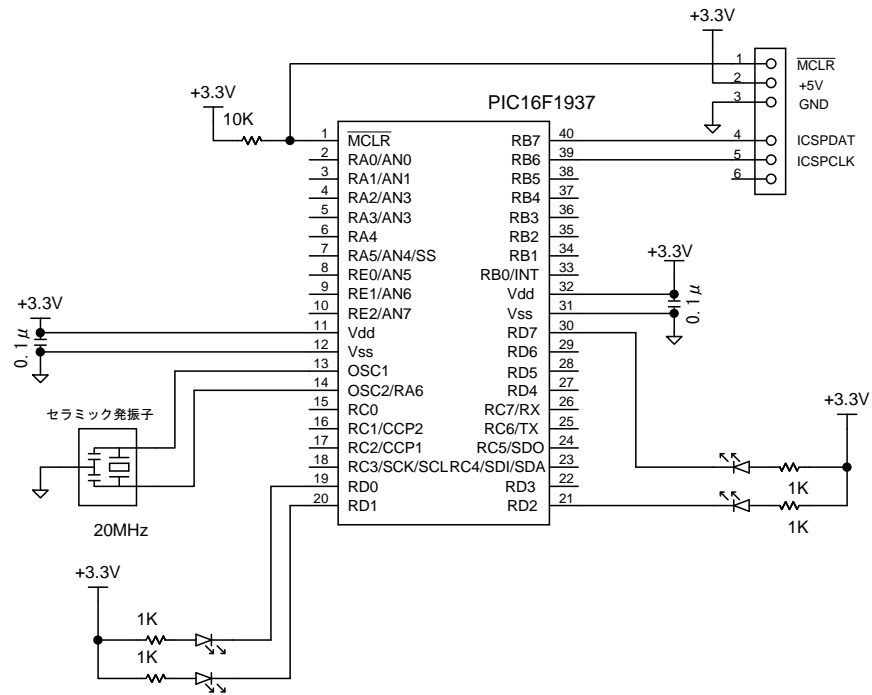 +3.3V
1 MCLR
2 +5V
3 GND
4 ICSPDAT
5 ICSPCLK
6
+3.3V
10K
PIC16F1937
1 MCLR
2 RA0/AN0
3 RA1/AN1
4 RA2/AN3
5 RA3/AN3
6 RA4
7 RA5/AN4/SS
8 RE0/AN5
9 RE1/AN6
10 RE2/AN7
11 Vdd
12 Vss
13 OSC1
14 OSC2/RA6
15 RC0
16 RC1/CCP2
17 RC2/CCP1
18 RC3/SCK/SCL
19 RD0
20 RD1
RB7 40
RB6 39
RB5 38
RB4 37
RB3 36
RB2 35
RB1 34
RB0/INT 33
Vdd 32
Vss 31
RD7 30
RD6 29
RD5 28
RD4 27
RC7/RX 26
RC6/TX 25
RC5/SDO 24
RC4/SDI/SDA 23
RD3 22
RD2 21
+3.3V
0.1μ
+3.3V
0.1μ
セラミック発振子
20MHz
+3.3V
1K
1K
+3.3V
1K
1K